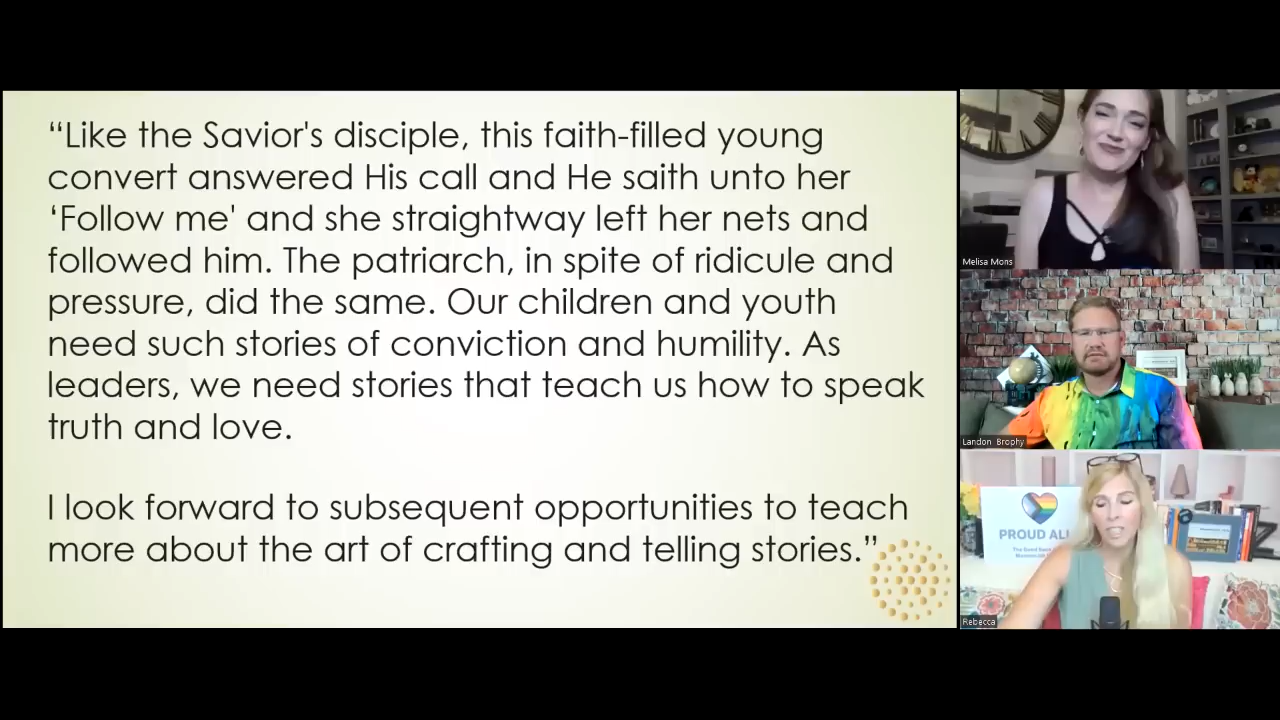 “Like the Savior's disciple, this faith-filled young
convert answered His call and He saith unto her
‘Follow me' and she straightway left her nets and
followed him. The patriarch, in spite of ridicule and
pressure, did the same. Our children and youth
need such stories of conviction and humility. As
leaders, we need stories that teach us how to speak
truth and love.
I look forward to subsequent opportunities to teach
more about the art of crafting and telling stories.”
Melisa Mons
Landon Brophy
PROUD ALL
Rebecca